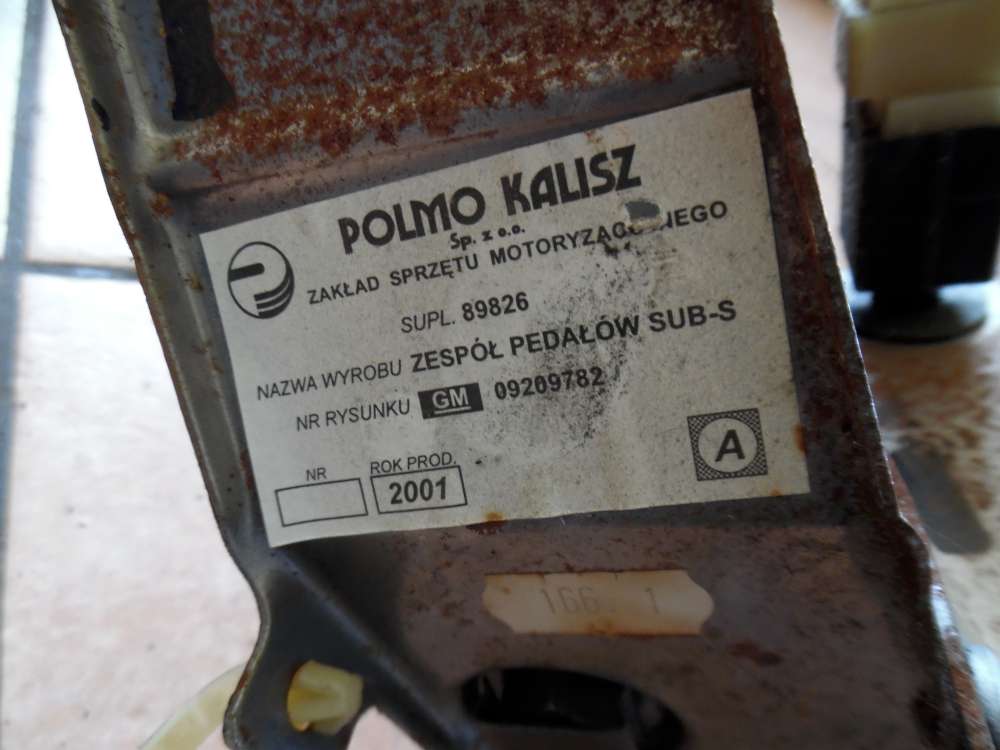 POLMO KALISZ
Sp. z o.o.
ZAKŁAD SPRZĘTU MOTORYZACYJNEGO
SUPL. 89826
NAZWA WYROBU ZESPÓŁ PEDAŁÓW SUB-S
NR RYSUNKU GM 09209782
A
NR ROK PROD.
2001
166. 1